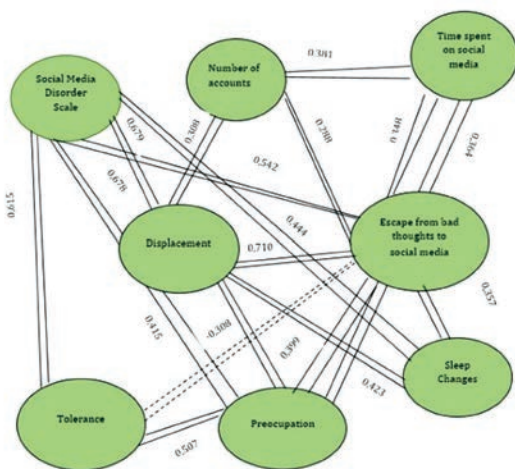 Time spent
on social
media
Social Media
Disorder
Scale
Number of
accounts
0,381
0,679
0,308
0,288
0,348
0,364
0,678
0,542
0,615
0,444
Displacement
0,710
Escape from bad
thoughts to
social media
0,357
0,415
-0,308
0,399
Sleep
Changes
0,423
Tolerance
Preocupation
0,507